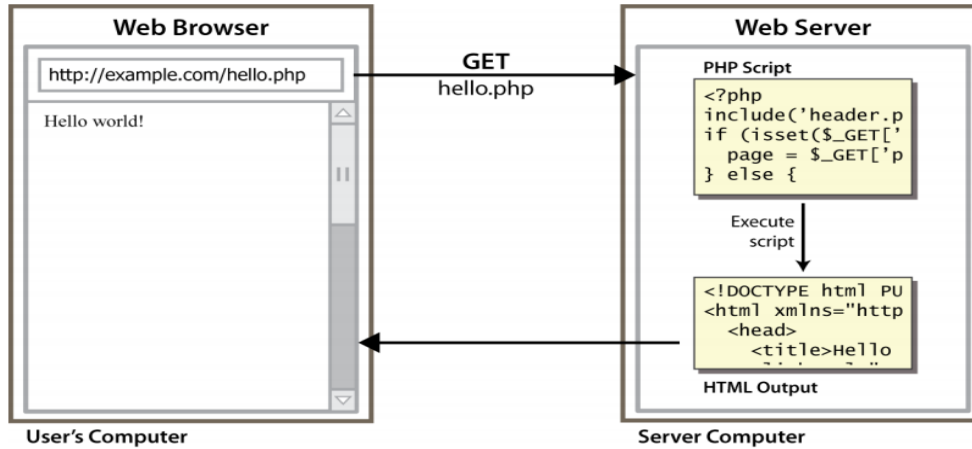 Web Browser
http://example.com/hello.php
Hello world!
User's Computer
GET
hello.php
Web Server
PHP Script
<?php
include('header.p
if (isset($_GET['
page = $_GET['p
} else {
Execute
script
<!DOCTYPE html PU
<html xmlns="http
<head>
<title>Hello
HTML Output
Server Computer